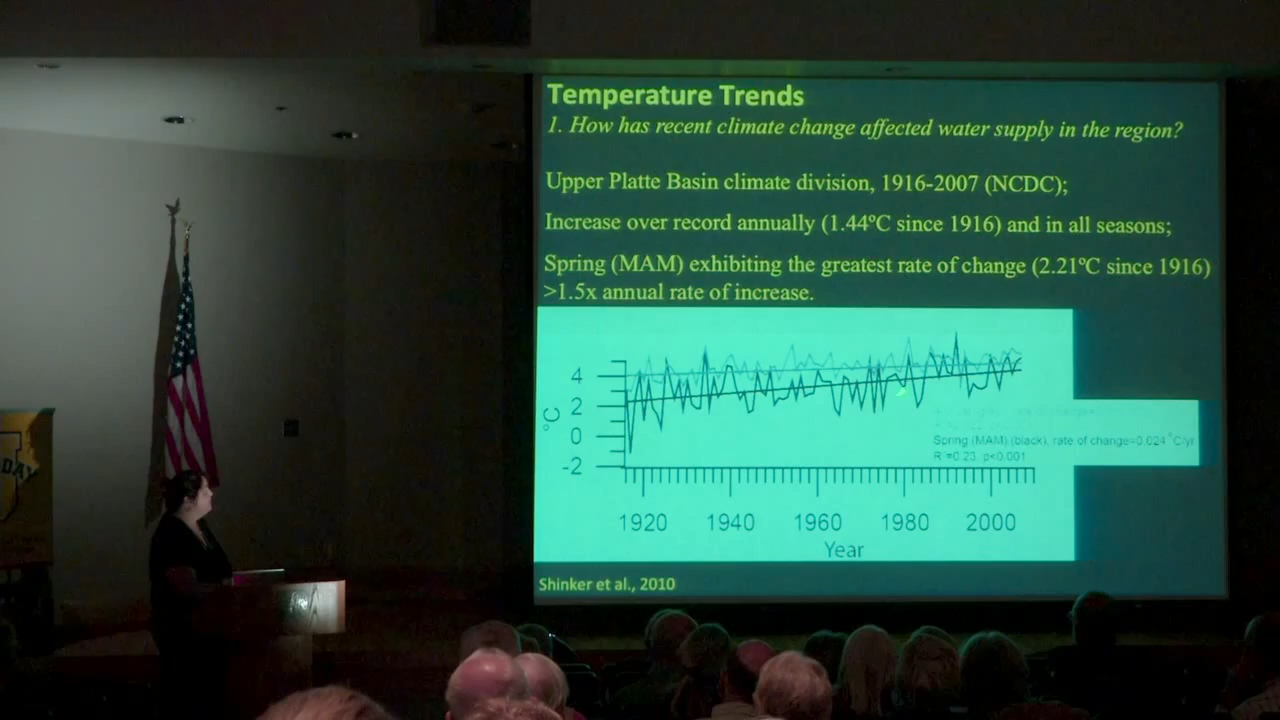 Temperature Trends
1. How has recent climate change affected water supply in the region?
Upper Platte Basin climate division, 1916-2007 (NCDC);
Increase over record annually (1.44ºC since 1916) and in all seasons;
Spring (MAM) exhibiting the greatest rate of change (2.21ºC since 1916)
>1.5x annual rate of increase.
4
2
0
-2
°C
Spring (MAM) (black), rate of change=0.024°C/yr
R =0.23 p<0.001
1920 1940 1960 1980 2000
Year
Shinker et al., 2010
DAY